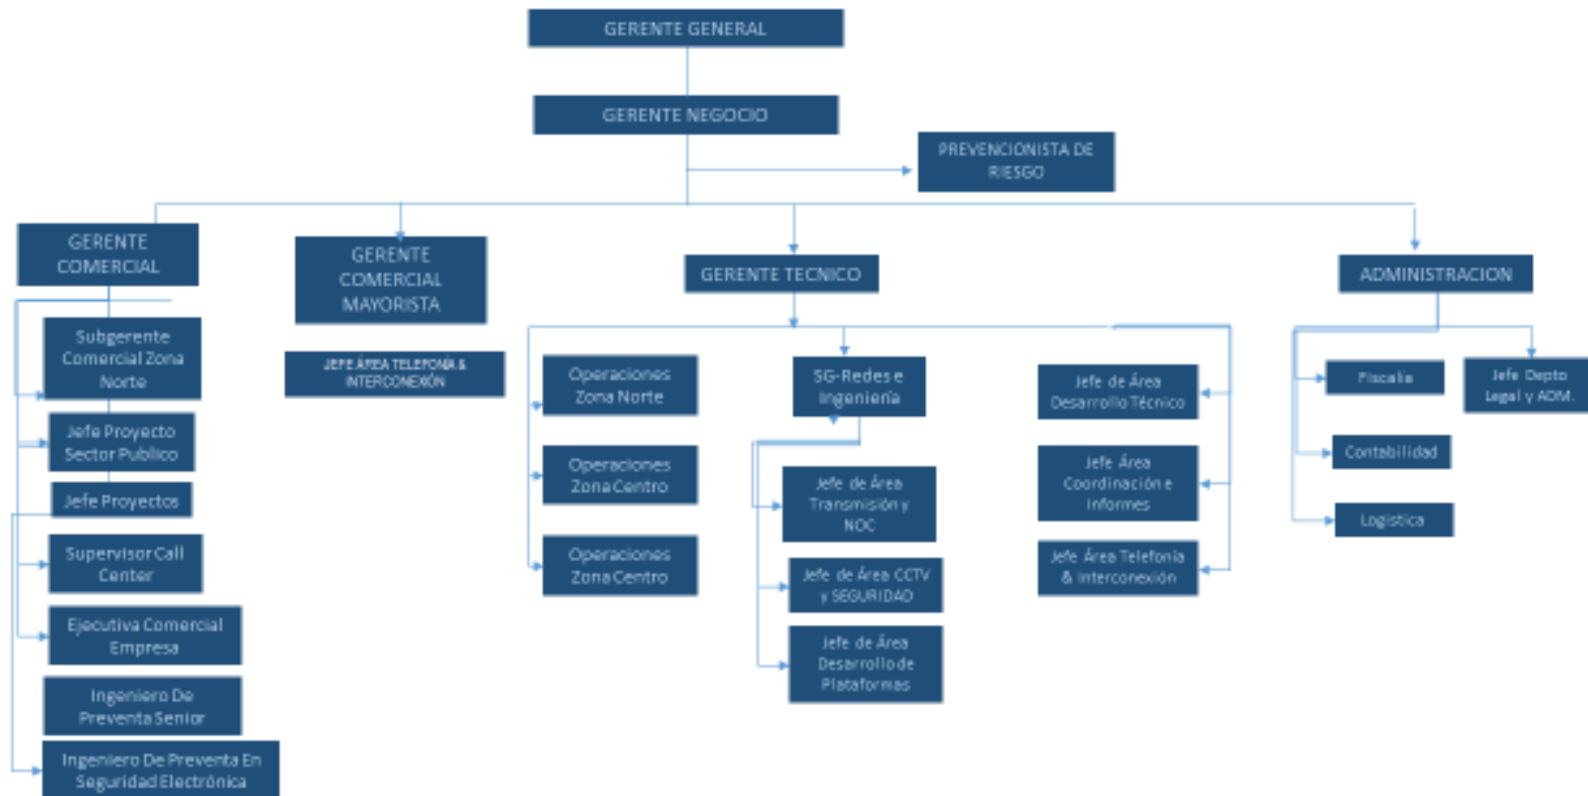 GERENTE GENERAL
GERENTE NEGOCIO
PREVENCIONISTA DE
RIESGO
GERENTE
COMERCIAL
GERENTE
COMERCIAL
MAYORISTA
GERENTE TECNICO
ADMINISTRACION
Subgerente
Comercial Zona
Norte
Jefe Proyecto
Sector Publico
Jefe Proyectos
Supervisor Call
Center
Ejecutiva Comercial
Empresa
Ingeniero De
Preventa Senior
Ingeniero De Preventa En
Seguridad Electrónica
JEFE ÁREA TELEFONÍA &
INTERCONEXIÓN
Operaciones
Zona Norte
Operaciones
Zona Centro
Operaciones
Zona Centro
SG-Redes e
Ingeniería
Jefe de Área
Transmisión y
NOC
Jefe de Área CCTV
y SEGURIDAD
Jefe de Área
Desarrollo de
Plataformas
Jefe de Área
Desarrollo Técnico
Jefe Área
Coordinación e
Informes
Jefe Área Telefonía
& Interconexión
Fiscalía
Contabilidad
Logística
Jefe Depto
Legal y ADM.